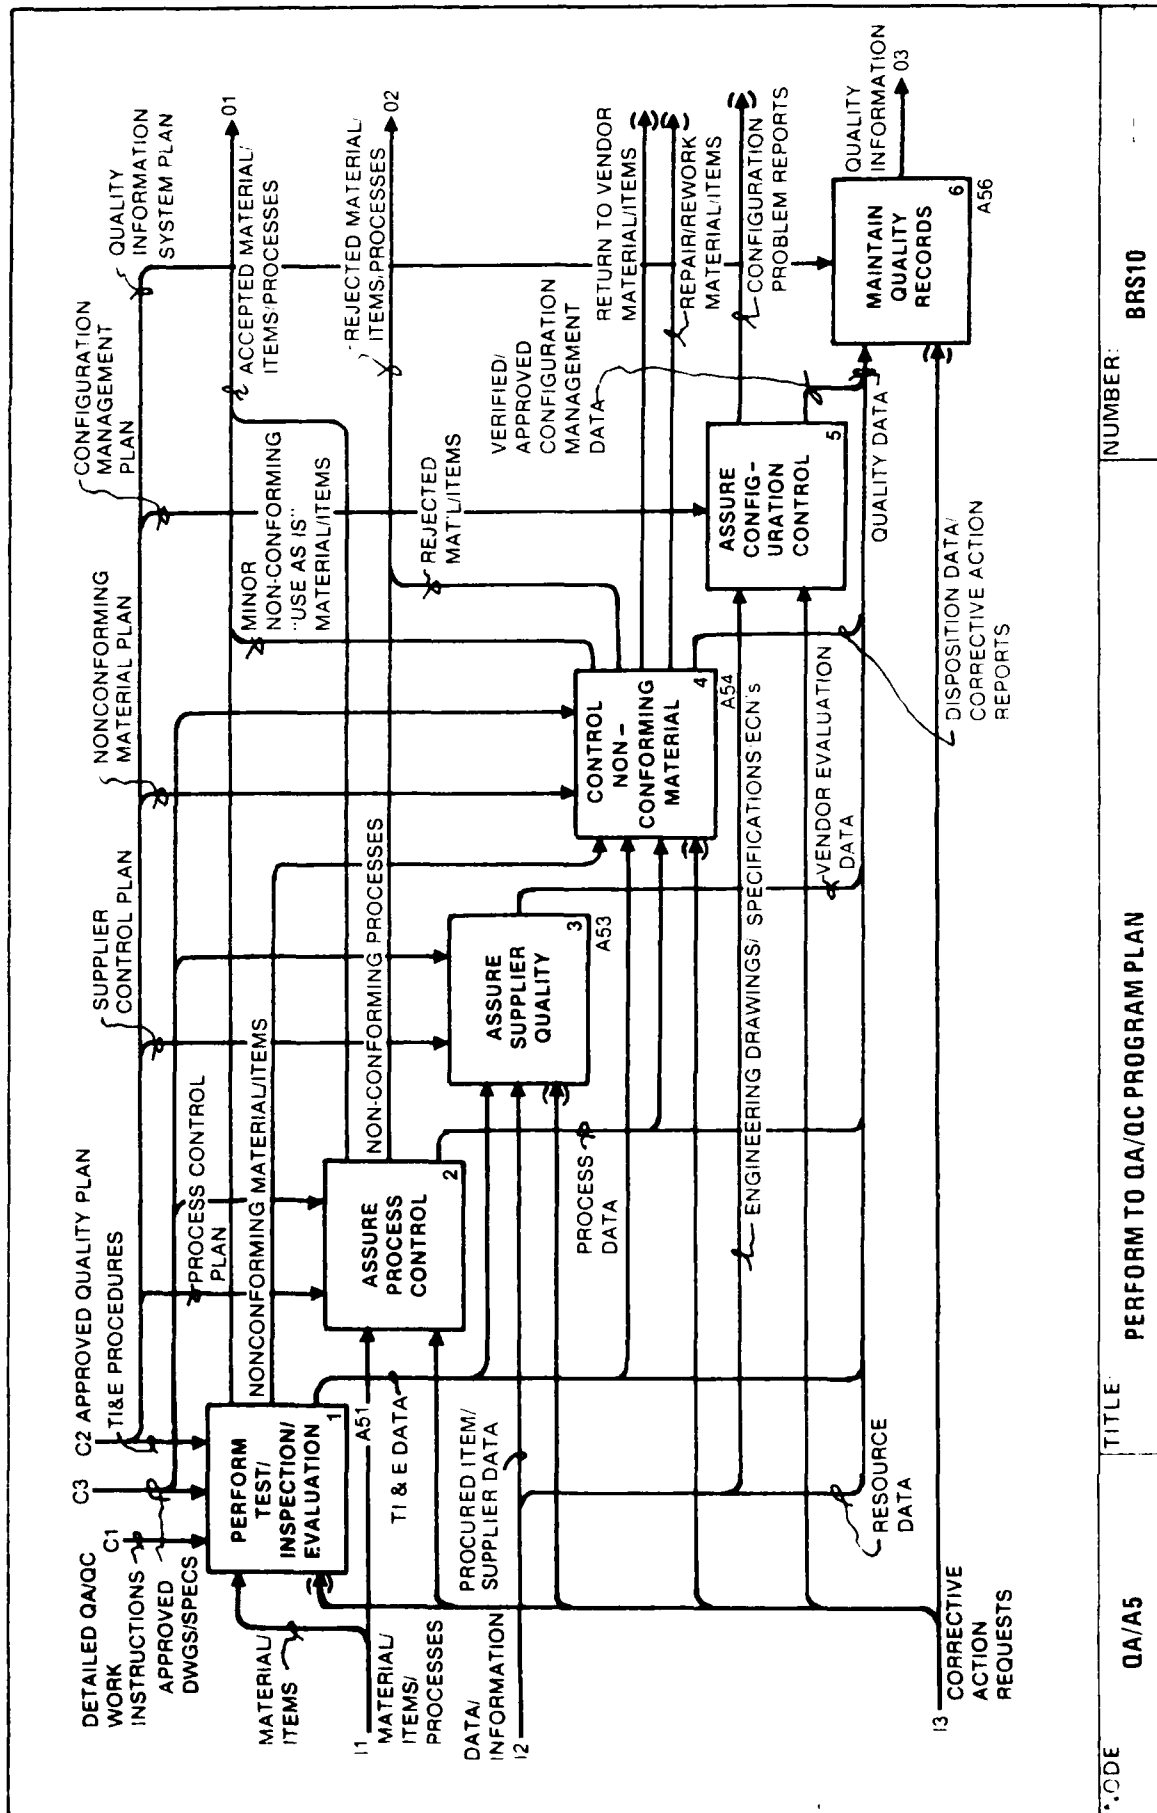 DETAILED QA/QC
WORK
INSTRUCTIONS
C1
C3
C2 APPROVED QUALITY PLAN
TI&E PROCEDURES
APPROVED
DWGS/SPECS
PROCESS CONTROL
PLAN
SUPPLIER
CONTROL PLAN
NONCONFORMING
MATERIAL PLAN
CONFIGURATION
MANAGEMENT
PLAN
QUALITY
INFORMATION
SYSTEM PLAN
MATERIAL/
ITEMS
PERFORM
TEST/
INSPECTION/
EVALUATION
1
A51
NONCONFORMING MATERIAL/ITEMS
MINOR
NON-CONFORMING
"USE AS IS"
MATERIAL/ITEMS
ACCEPTED MATERIAL/
ITEMS/PROCESSES
O1
I1
MATERIAL/
ITEMS/
PROCESSES
TI & E DATA
ASSURE
PROCESS
CONTROL
2
NON-CONFORMING PROCESSES
REJECTED
MAT'L/ITEMS
REJECTED MATERIAL/
ITEMS/PROCESSES
O2
DATA/
INFORMATION
I2
PROCURED ITEM/
SUPPLIER DATA
ASSURE
SUPPLIER
QUALITY
3
A53
PROCESS
DATA
CONTROL
NON-
CONFORMING
MATERIAL
4
A54
VERIFIED/
APPROVED
CONFIGURATION
MANAGEMENT
DATA
RETURN TO VENDOR
MATERIAL/ITEMS
REPAIR/REWORK
MATERIAL/ITEMS
CONFIGURATION
PROBLEM REPORTS
ENGINEERING DRAWINGS/ SPECIFICATIONS/ECN's
ASSURE
CONFIG-
URATION
CONTROL
5
VENDOR EVALUATION
DATA
QUALITY DATA
RESOURCE
DATA
MAINTAIN
QUALITY
RECORDS
6
A56
QUALITY
INFORMATION
O3
DISPOSITION DATA/
CORRECTIVE ACTION
REPORTS
I3
CORRECTIVE
ACTION
REQUESTS
QA/A5
TITLE
PERFORM TO QA/QC PROGRAM PLAN
NUMBER:
BRS10